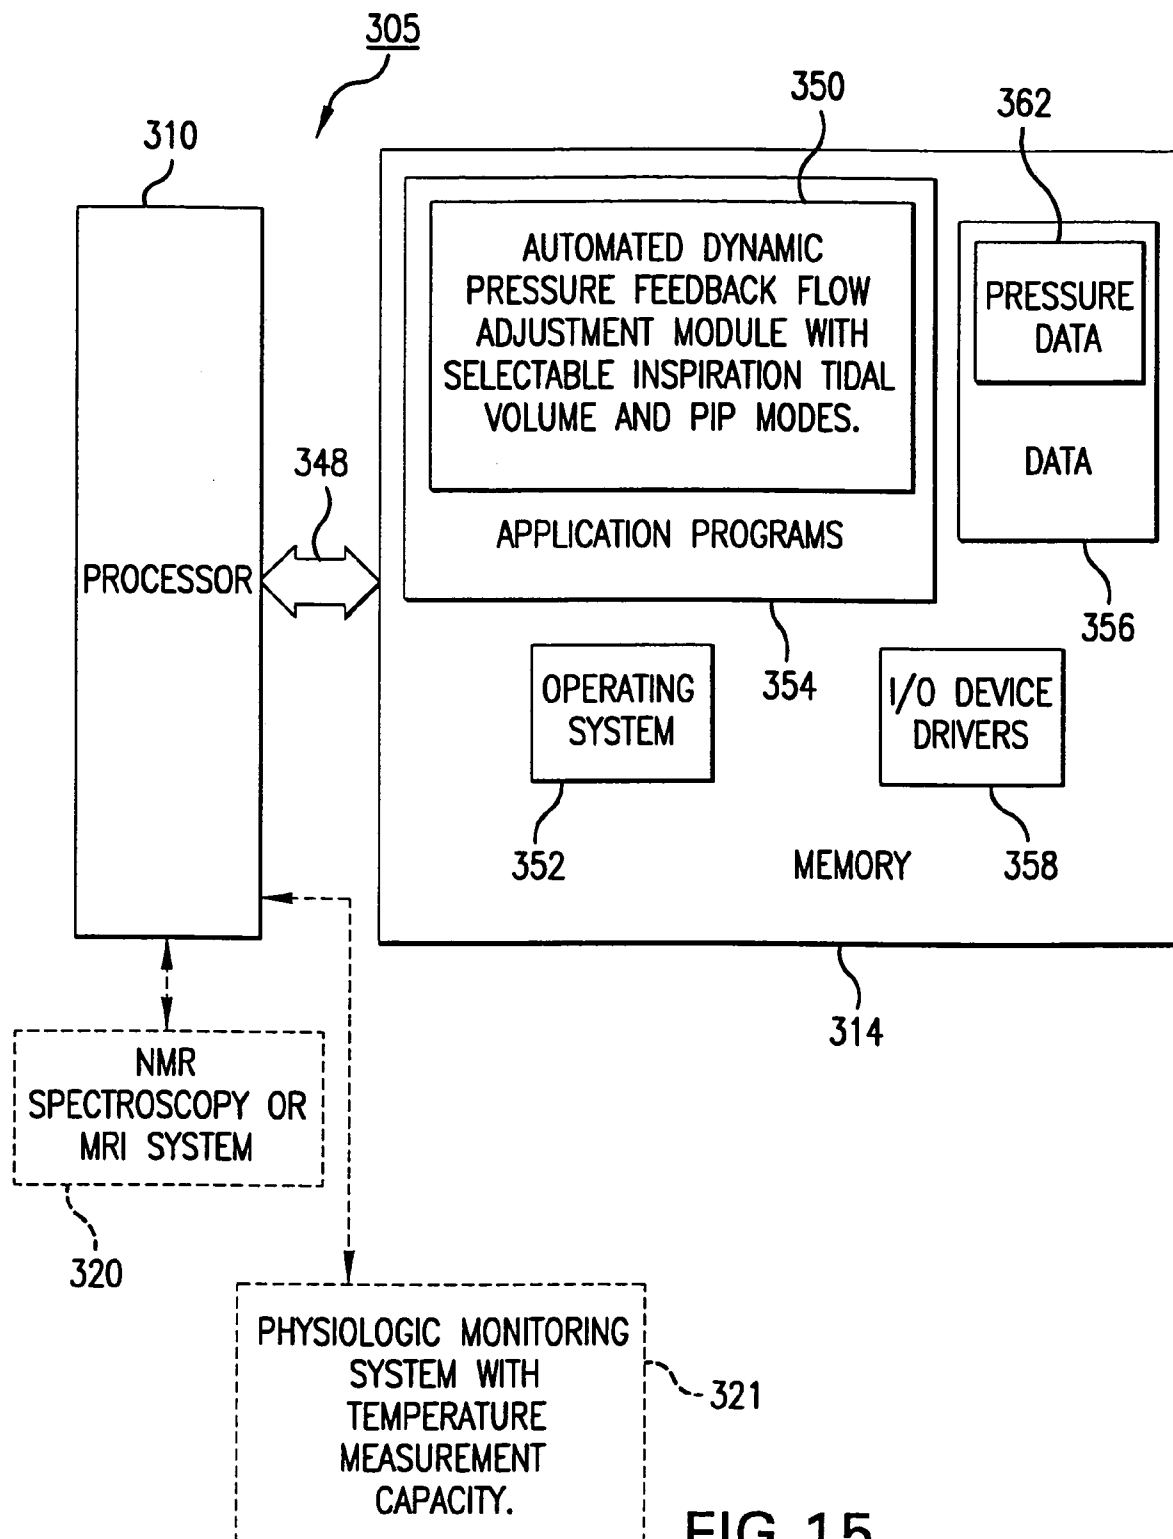 305
350
362
310
AUTOMATED DYNAMIC
PRESSURE FEEDBACK FLOW
ADJUSTMENT MODULE WITH
SELECTABLE INSPIRATION TIDAL
VOLUME AND PIP MODES.
PRESSURE
DATA
DATA
348
APPLICATION PROGRAMS
PROCESSOR
356
354
OPERATING
SYSTEM
I/O DEVICE
DRIVERS
352
358
MEMORY
314
NMR
SPECTROSCOPY OR
MRI SYSTEM
320
PHYSIOLOGIC MONITORING
SYSTEM WITH
TEMPERATURE
MEASUREMENT
CAPACITY.
321
FIG.15